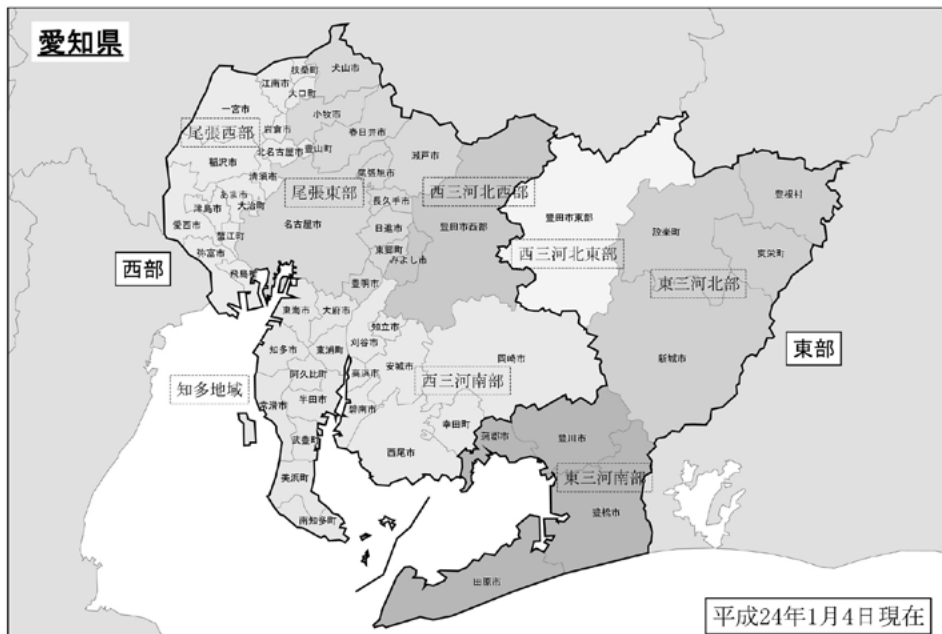 愛知県
犬山市
扶桑町
江南市
大口町
一宮市
小牧市
岩倉市
尾張西部
春日井市
北名古屋市
豊山町
瀬戸市
稲沢市
清須市
尾張旭市
あま市
尾張東部
西三河北西部
津島市
大治町
長久手市
愛西市
名古屋市
日進市
豊田市西部
豊田市東部
設楽町
豊根村
蟹江町
弥富市
東郷町
みよし市
西三河北東部
東栄町
西部
飛島村
豊明市
東三河北部
東海市
大府市
知立市
知多市
東浦町
刈谷市
岡崎市
新城市
東部
阿久比町
高浜市
安城市
西三河南部
知多地域
常滑市
半田市
碧南市
武豊町
幸田町
蒲郡市
豊川市
西尾市
美浜町
東三河南部
豊橋市
南知多町
田原市
平成24年1月4日現在